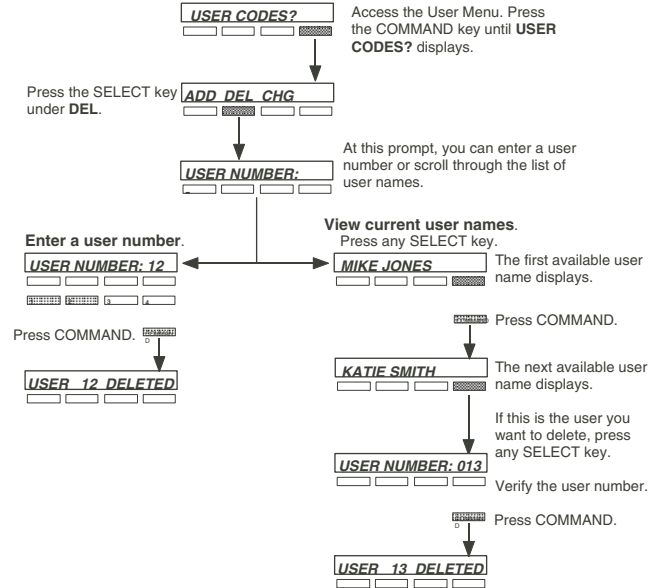 USER CODES?
Access the User Menu. Press
the COMMAND key until USER
CODES? displays.
Press the SELECT key
under DEL.
ADD DEL CHG
USER NUMBER:
At this prompt, you can enter a user
number or scroll through the list of
user names.
Enter a user number.
USER NUMBER: 12
3 4
Press COMMAND.
D
USER 12 DELETED
View current user names.
Press any SELECT key.
MIKE JONES
The first available user
name displays.
Press COMMAND.
KATIE SMITH
The next available user
name displays.
If this is the user you
want to delete, press
any SELECT key.
USER NUMBER: 013
Verify the user number.
Press COMMAND.
D
USER 13 DELETED